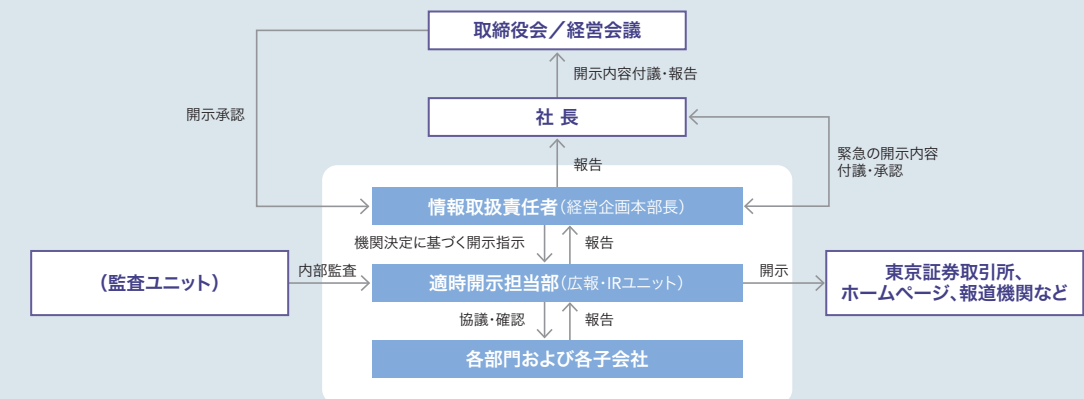 取締役会／経営会議
開示内容付議・報告
開示承認
社 長
緊急の開示内容
付議・承認
報告
情報取扱責任者（経営企画本部長）
機関決定に基づく開示指示
報告
（監査ユニット）
内部監査
適時開示担当部（広報・IRユニット）
開示
東京証券取引所、
ホームページ、報道機関など
協議・確認
報告
各部門および各子会社